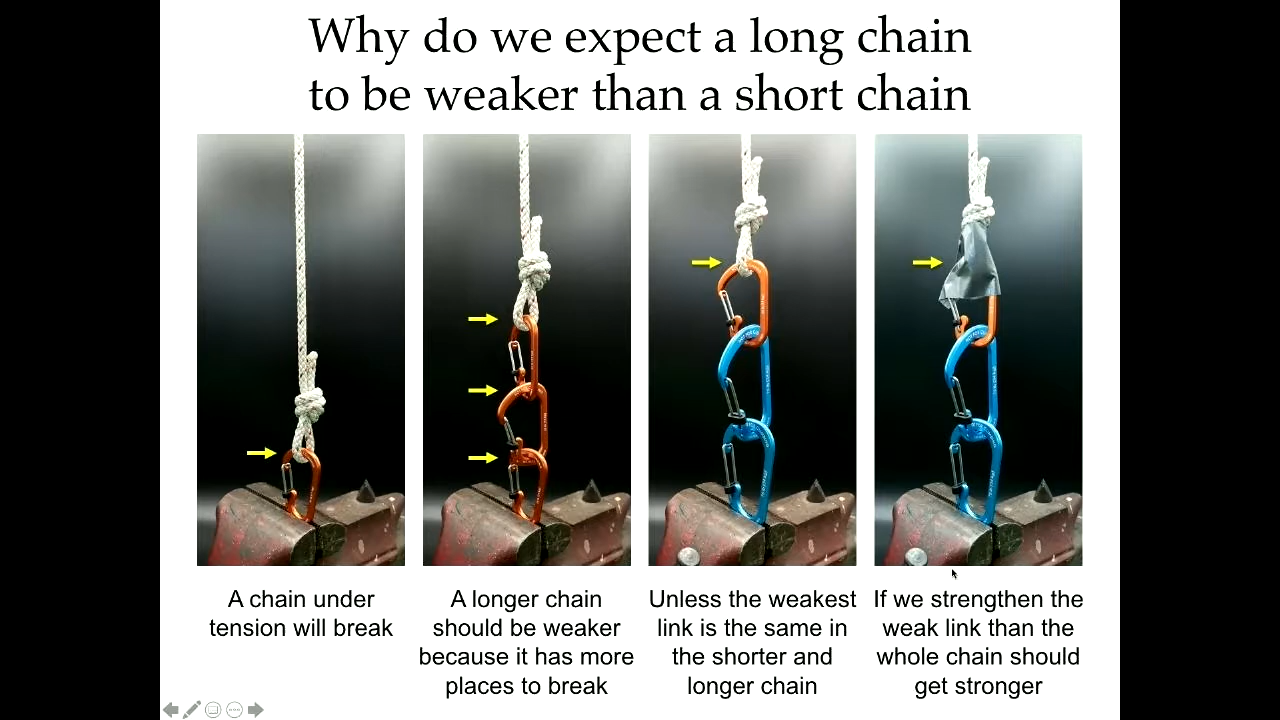 Why do we expect a long chain
to be weaker than a short chain
A chain under
tension will break
A longer chain
should be weaker
because it has more
places to break
Unless the weakest
link is the same in
the shorter and
longer chain
If we strengthen the
weak link than the
whole chain should
get stronger